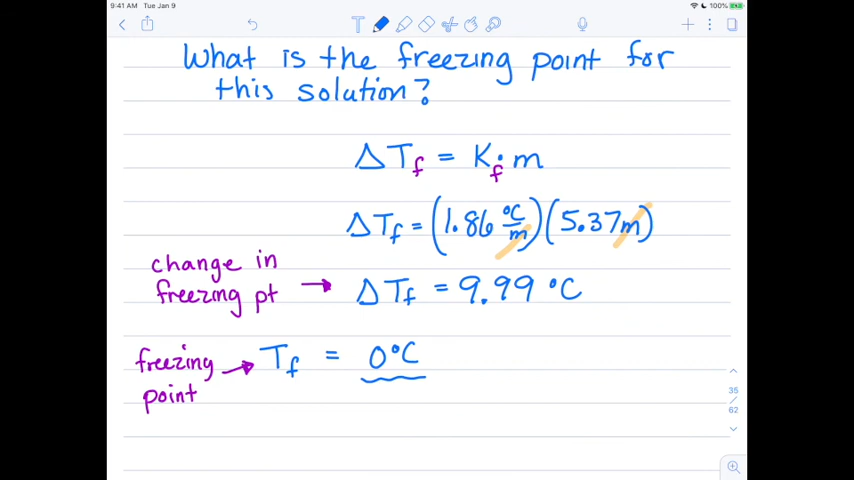 9:41 AM Tue Jan 9
100%
What is the freezing point for
this solution?
ΔTf = Kf · m
ΔTf = (1.86 °C/m)(5.37m)
change in
freezing pt → ΔTf = 9.99 °C
freezing
point → Tf = 0°C
35
/
62